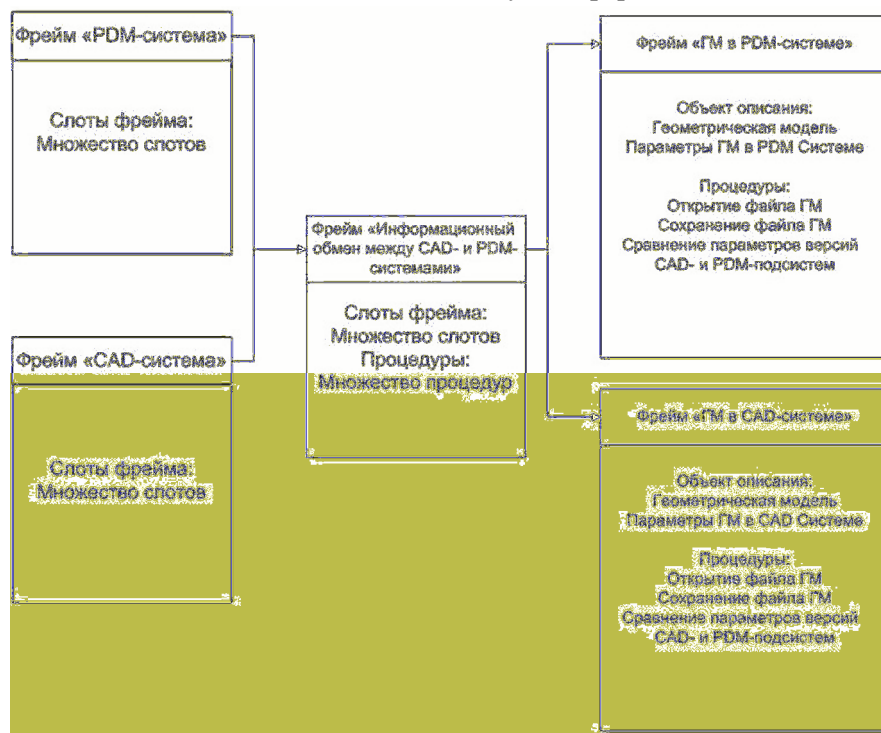 Фрейм «PDM-система»
Слоты фрейма:
Множество слотов
Фрейм «CAD-система»
Слоты фрейма:
Множество слотов
Фрейм «Информационный
обмен между CAD- и PDM-
системами»
Слоты фрейма:
Множество слотов
Процедуры:
Множество процедур
Фрейм «ГМ в PDM-системе»
Объект описания:
Геометрическая модель
Параметры ГМ в PDM Системе
Процедуры:
Открытие файла ГМ
Сохранение файла ГМ
Сравнение параметров версий
CAD- и PDM-подсистем
Фрейм «ГМ в CAD-системе»
Объект описания:
Геометрическая модель
Параметры ГМ в CAD Системе
Процедуры:
Открытие файла ГМ
Сохранение файла ГМ
Сравнение параметров версий
CAD- и PDM-подсистем